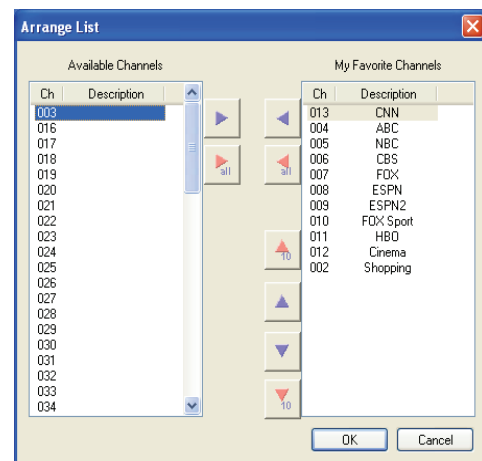 Arrange List
Available Channels
Ch Description
003
016
017
018
019
020
021
022
023
024
025
026
027
028
029
030
031
032
033
034
all
all
10
10
My Favorite Channels
Ch Description
013 CNN
004 ABC
005 NBC
006 CBS
007 FOX
008 ESPN
009 ESPN2
010 FOX Sport
011 HBO
012 Cinema
002 Shopping
OK Cancel